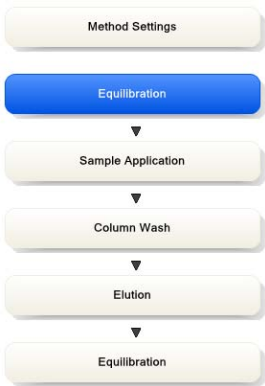 Method Settings
Equilibration
Sample Application
Column Wash
Elution
Equilibration